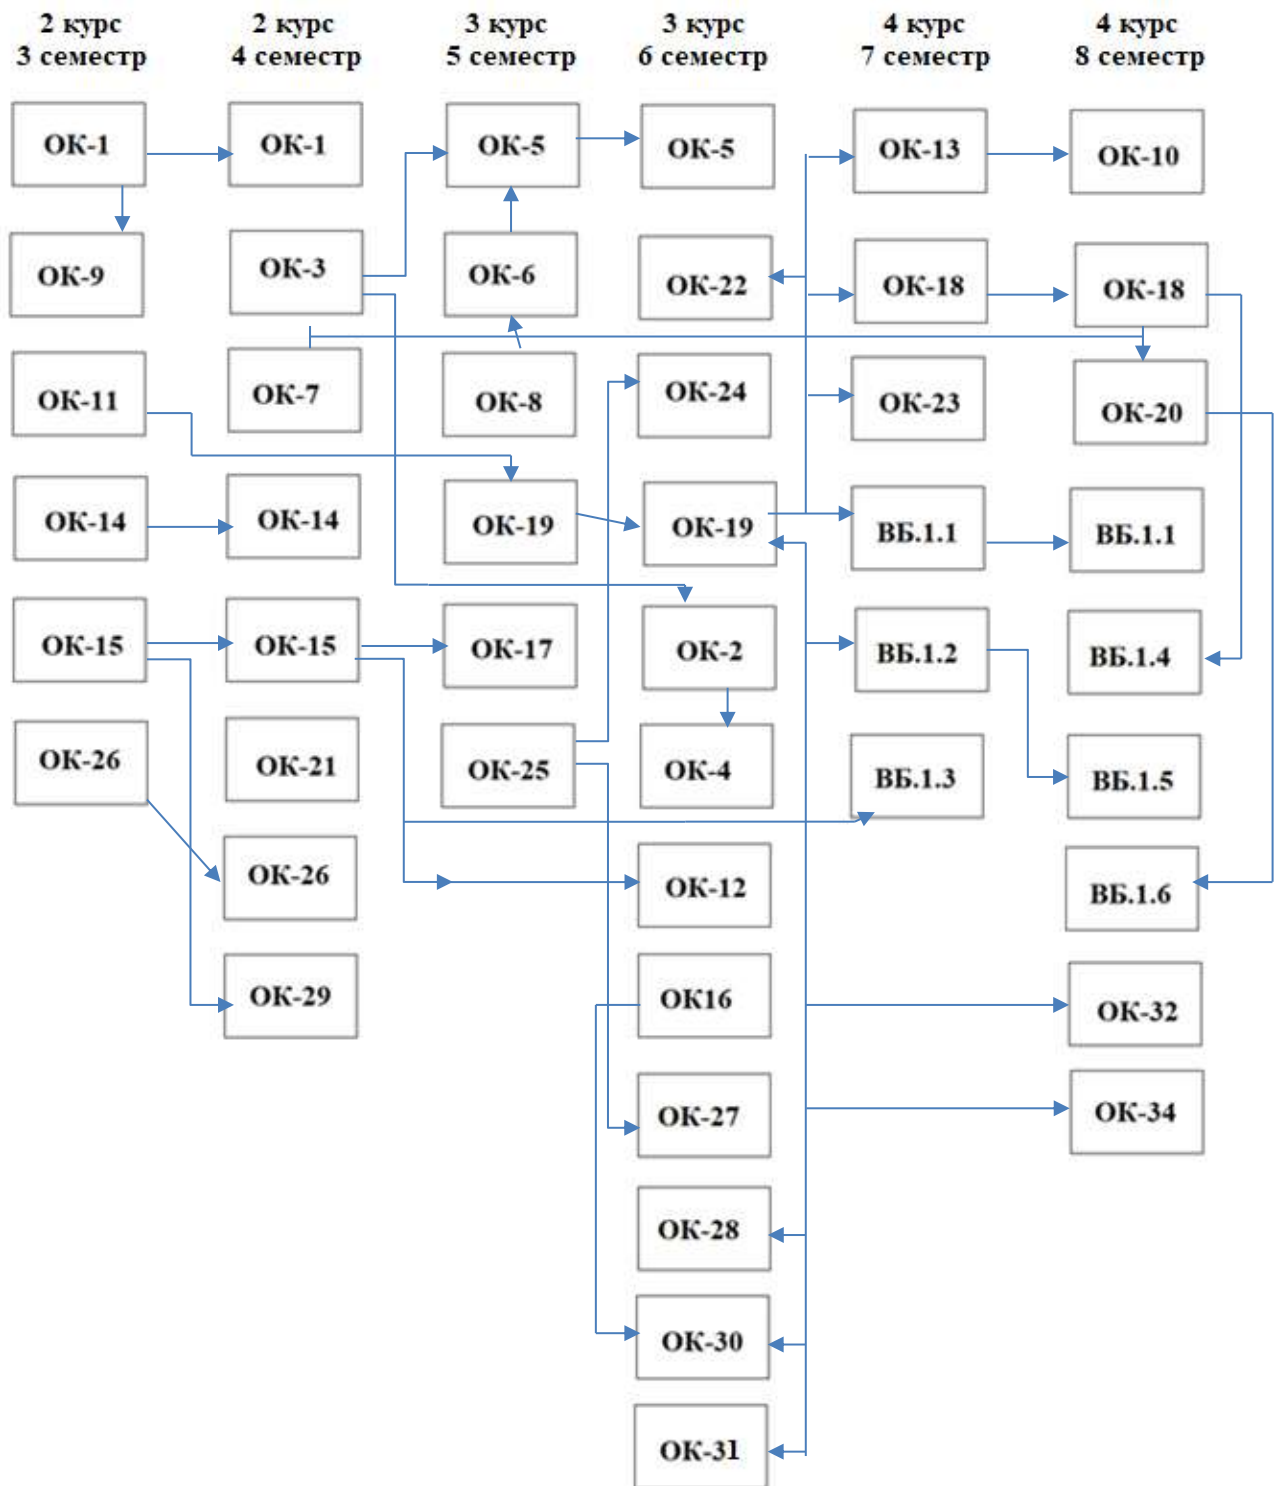 2 курс
3 семестр
2 курс
4 семестр
3 курс
5 семестр
3 курс
6 семестр
4 курс
7 семестр
4 курс
8 семестр
ОК-1
ОК-9
ОК-11
ОК-14
ОК-15
ОК-26
ОК-1
ОК-3
ОК-7
ОК-14
ОК-15
ОК-21
ОК-26
ОК-29
ОК-5
ОК-6
ОК-8
ОК-19
ОК-17
ОК-25
ОК-5
ОК-22
ОК-24
ОК-19
ОК-2
ОК-4
ОК-12
ОК16
ОК-27
ОК-28
ОК-30
ОК-31
ОК-13
ОК-18
ОК-23
ВБ.1.1
ВБ.1.2
ВБ.1.3
ОК-10
ОК-18
ОК-20
ВБ.1.1
ВБ.1.4
ВБ.1.5
ВБ.1.6
ОК-32
ОК-34